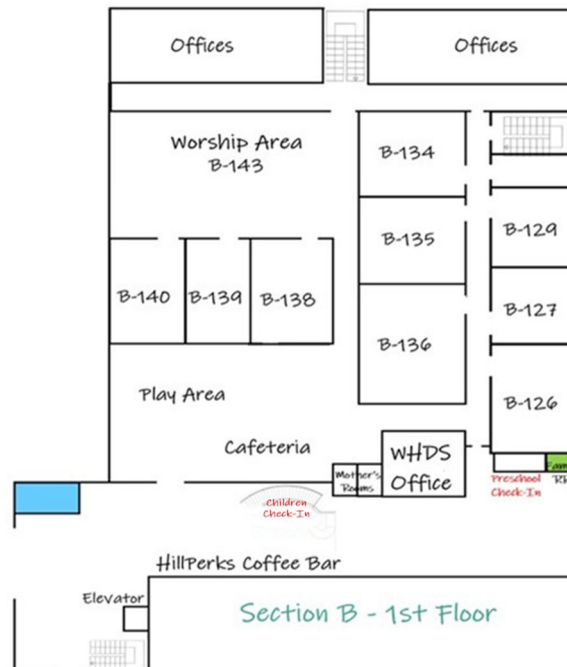 Offices
Offices
Worship Area
B-143
B-134
B-135
B-129
B-140
B-139
B-138
B-127
B-136
Play Area
B-126
Cafeteria
WHDS
Office
Mother's
Rooms
Preschool
Check-In
RR
Children
Check-In
HillPerks Coffee Bar
Elevator
Section B - 1st Floor